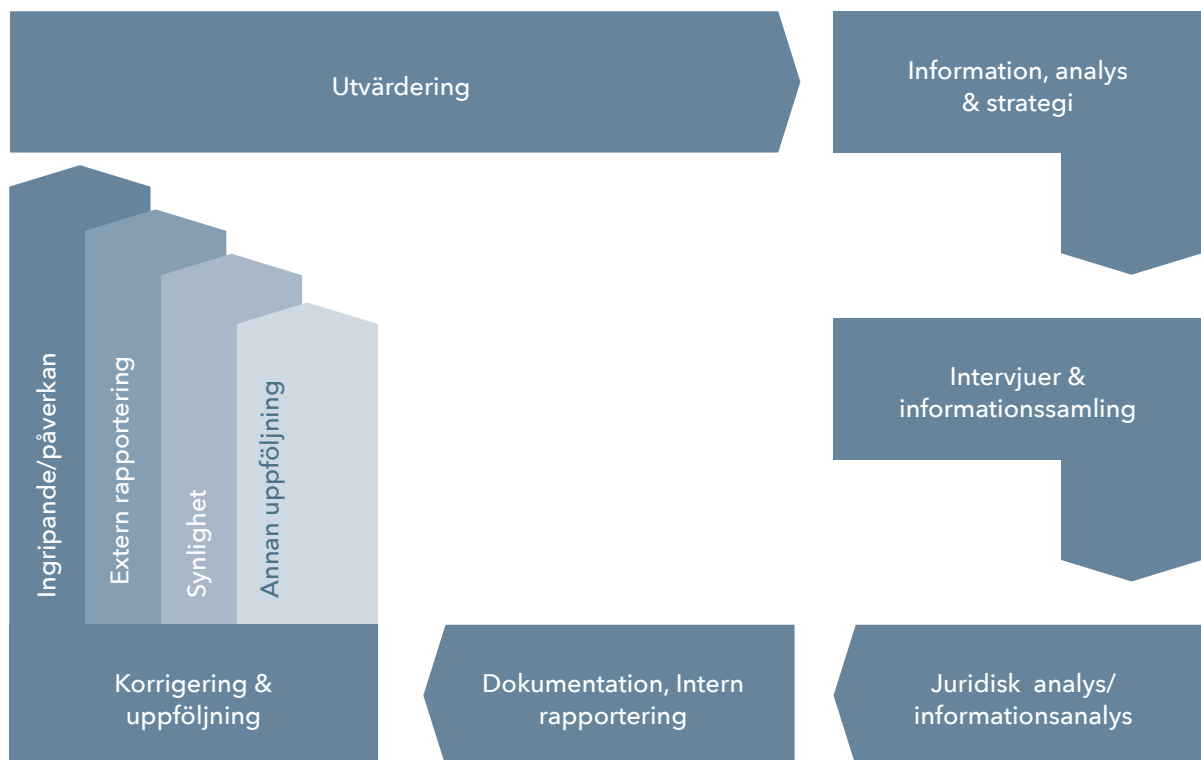 Utvärdering
Information, analys
& strategi
Intervjuer &
informationssamling
Juridisk analys/
informationsanalys
Dokumentation, Intern
rapportering
Korrigering &
uppföljning
Ingripande/påverkan
Extern rapportering
Synlighet
Annan uppföljning